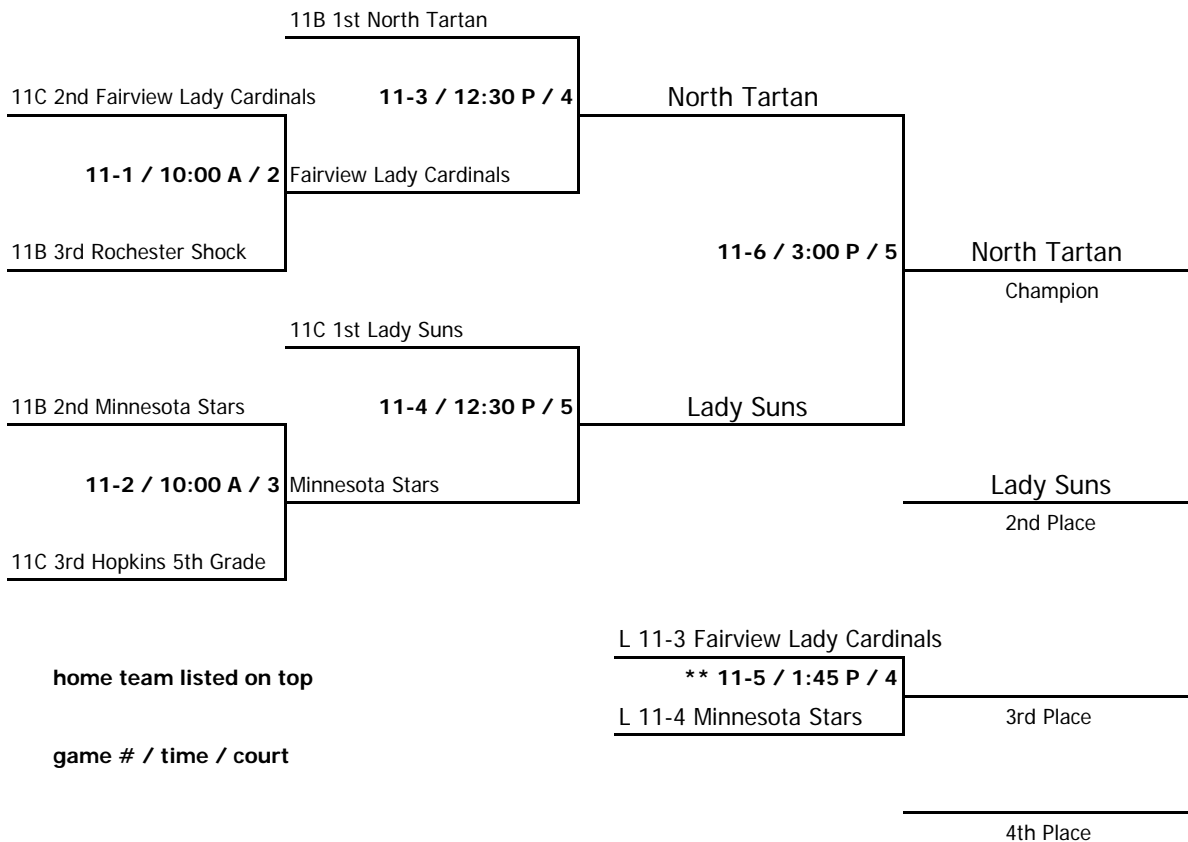 11B 1st North Tartan
11C 2nd Fairview Lady Cardinals
11-3 / 12:30 P / 4
North Tartan
11-1 / 10:00 A / 2
Fairview Lady Cardinals
11B 3rd Rochester Shock
11-6 / 3:00 P / 5
North Tartan
Champion
11C 1st Lady Suns
11B 2nd Minnesota Stars
11-4 / 12:30 P / 5
Lady Suns
11-2 / 10:00 A / 3
Minnesota Stars
Lady Suns
2nd Place
11C 3rd Hopkins 5th Grade
L 11-3 Fairview Lady Cardinals
home team listed on top
** 11-5 / 1:45 P / 4
L 11-4 Minnesota Stars
3rd Place
game # / time / court
4th Place